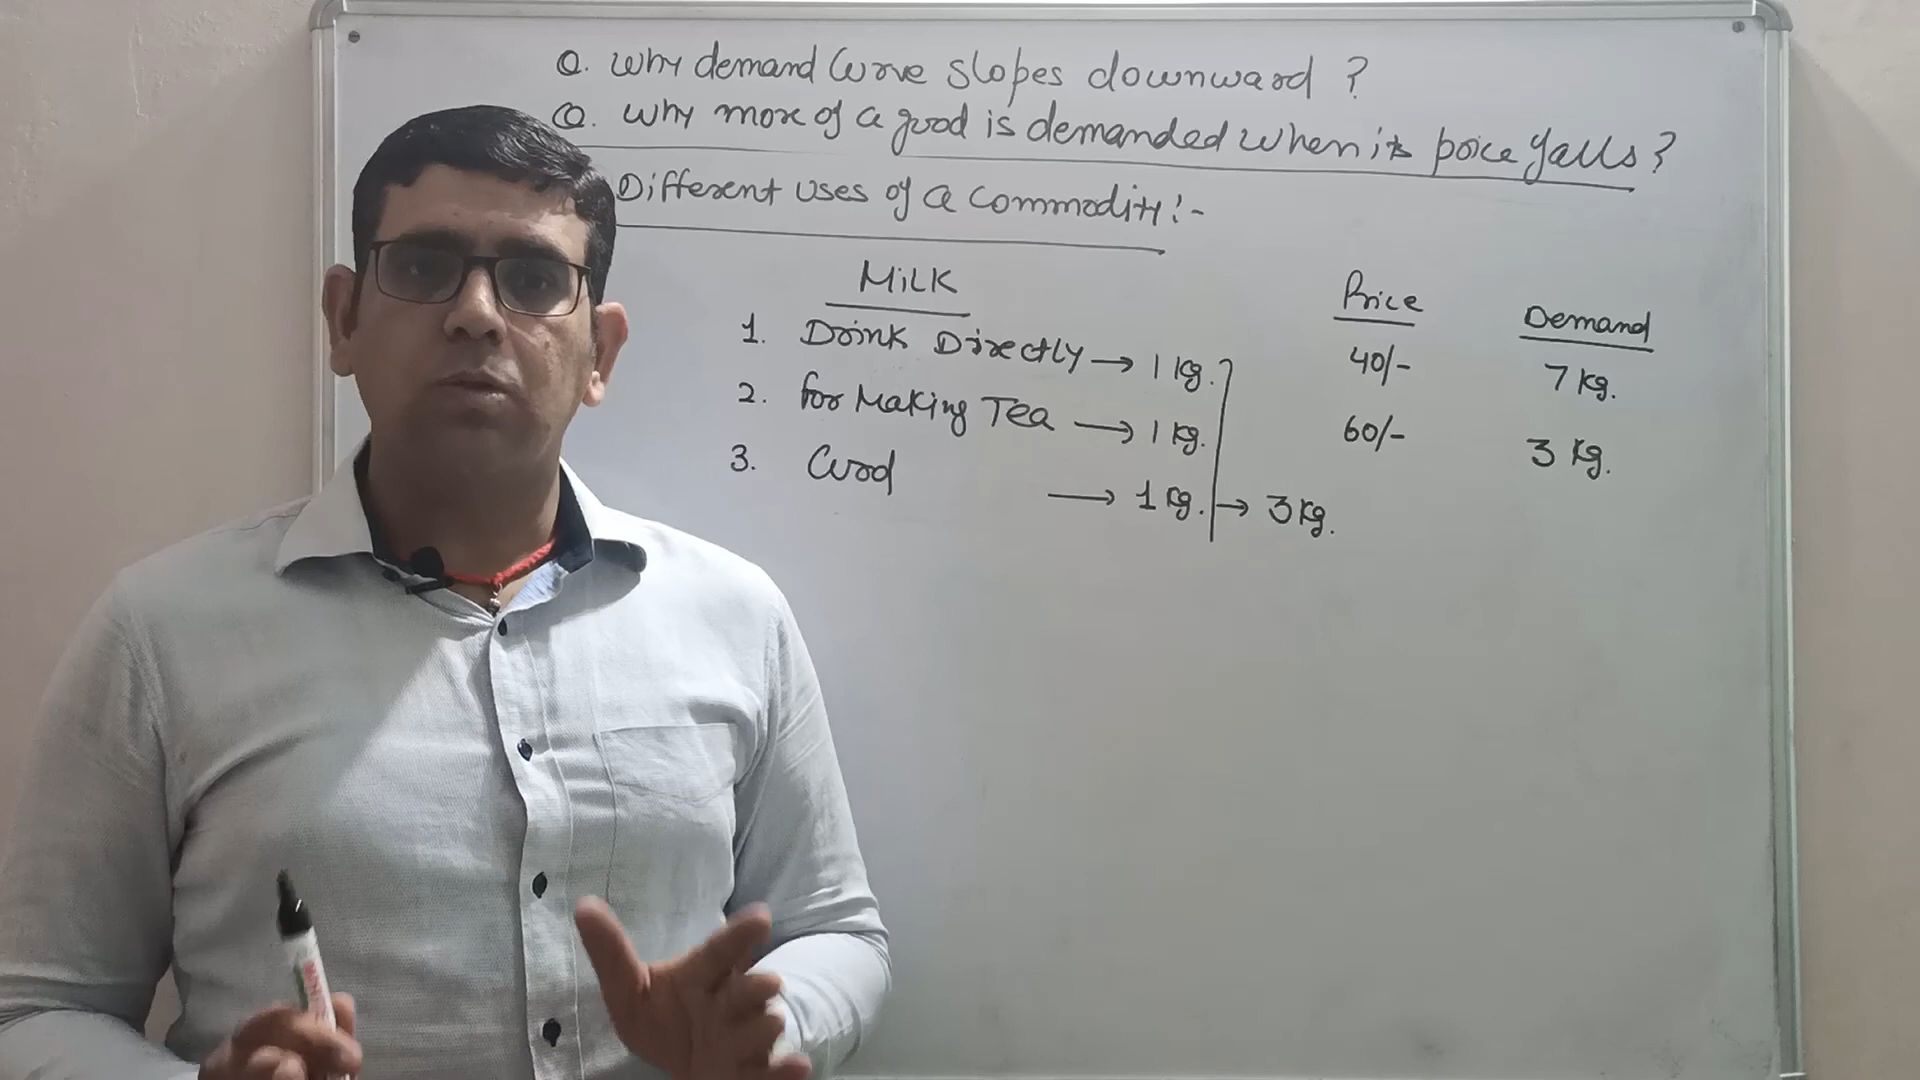 Q. Why demand Curve slopes downward ?
Q. Why more of a good is demanded when its price falls ?
Different uses of a commodity :-
MILK
1. Drink Directly → 1 kg.
2. for Making Tea → 1 kg.
3. Curd → 1 kg. → 3 kg.
Price Demand
40/- 7 kg.
60/- 3 kg.